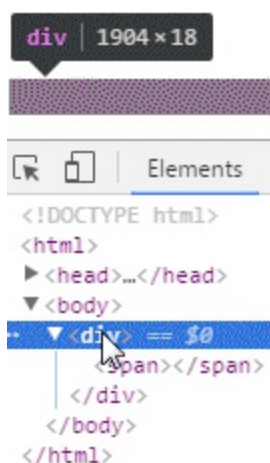 div | 1904 × 18
Elements
<!DOCTYPE html>
<html>
▶<head>…</head>
▼<body>
▼<div> == $0
<span></span>
</div>
</body>
</html>